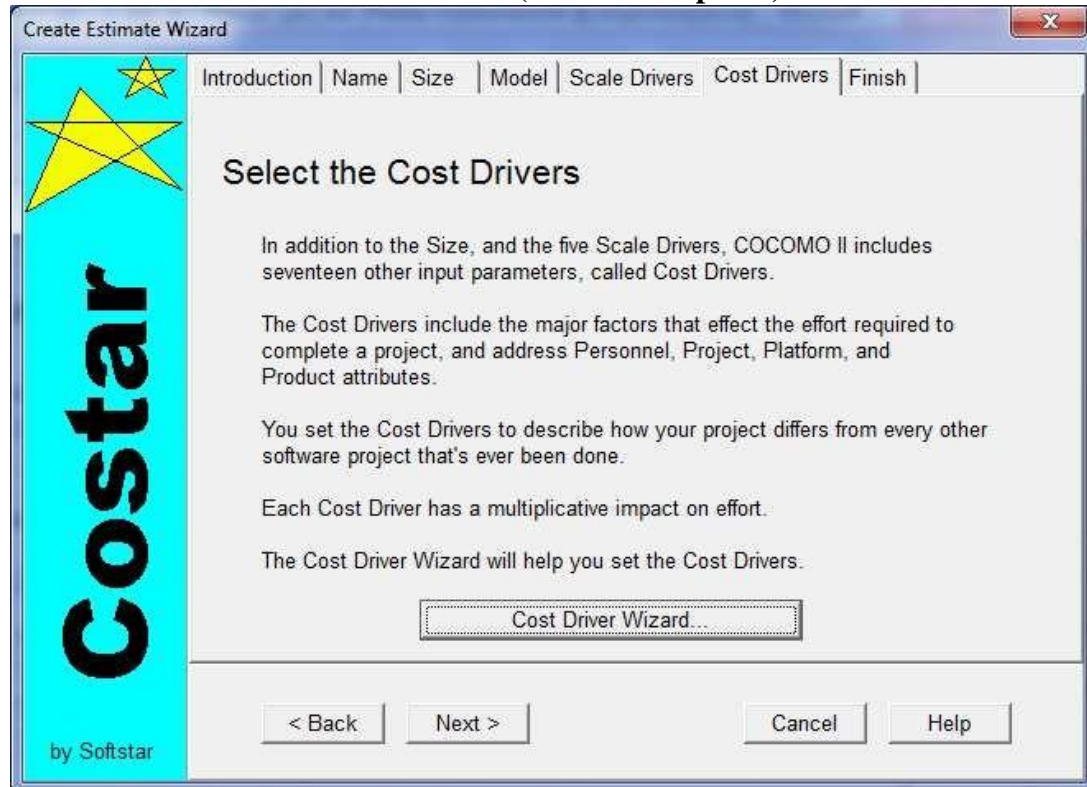 Create Estimate Wizard
Introduction Name Size Model Scale Drivers Cost Drivers Finish
Select the Cost Drivers
In addition to the Size, and the five Scale Drivers, COCOMO II includes
seventeen other input parameters, called Cost Drivers.
The Cost Drivers include the major factors that effect the effort required to
complete a project, and address Personnel, Project, Platform, and
Product attributes.
You set the Cost Drivers to describe how your project differs from every other
software project that's ever been done.
Each Cost Driver has a multiplicative impact on effort.
The Cost Driver Wizard will help you set the Cost Drivers.
Cost Driver Wizard...
< Back Next > Cancel Help
Costar
by Softstar